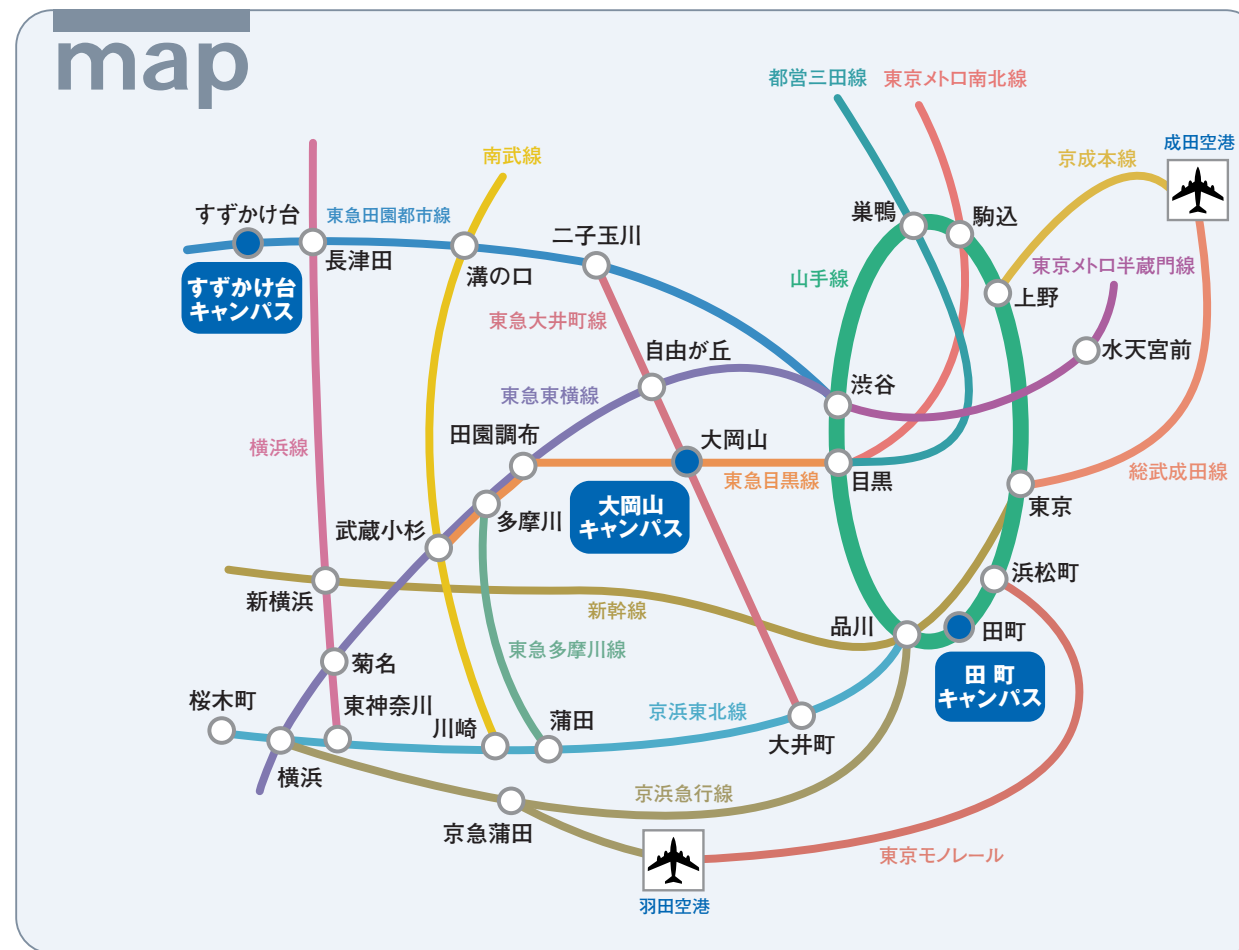 map
都営三田線
東京メトロ南北線
成田空港
京成本線
南武線
すずかけ台
東急田園都市線
二子玉川
巣鴨
駒込
長津田
溝の口
山手線
東京メトロ半蔵門線
すずかけ台
キャンパス
上野
東急大井町線
自由が丘
水天宮前
渋谷
東急東横線
田園調布
大岡山
横浜線
東急目黒線
目黒
総武成田線
大岡山
キャンパス
多摩川
東京
武蔵小杉
新横浜
新幹線
浜松町
品川
田町
東急多摩川線
菊名
田 町
キャンパス
桜木町
東神奈川
川崎
蒲田
京浜東北線
大井町
横浜
京浜急行線
京急蒲田
東京モノレール
羽田空港